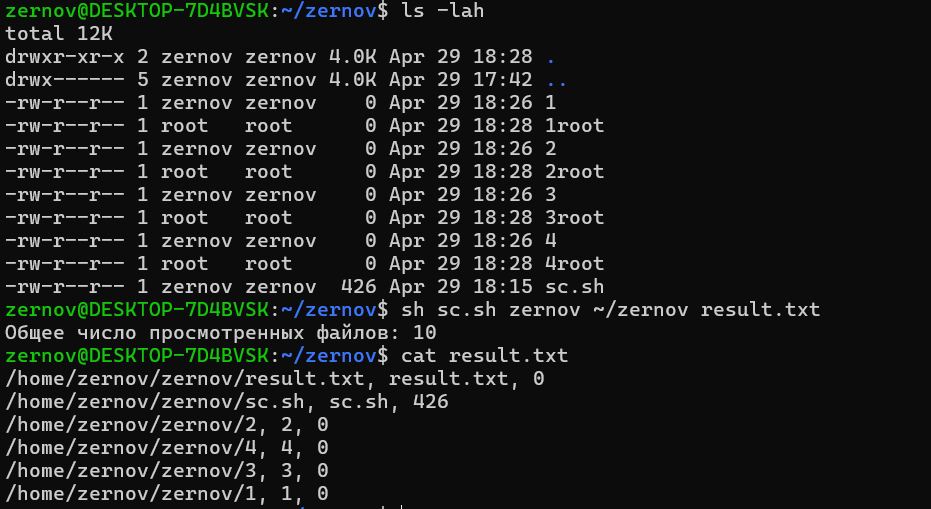 zernov@DESKTOP-7D4BVSK:~/zernov$ ls -lah
total 12K
drwxr-xr-x 2 zernov zernov 4.0K Apr 29 18:28 .
drwx------ 5 zernov zernov 4.0K Apr 29 17:42 ..
-rw-r--r-- 1 zernov zernov    0 Apr 29 18:26 1
-rw-r--r-- 1 root   root      0 Apr 29 18:28 1root
-rw-r--r-- 1 zernov zernov    0 Apr 29 18:26 2
-rw-r--r-- 1 root   root      0 Apr 29 18:28 2root
-rw-r--r-- 1 zernov zernov    0 Apr 29 18:26 3
-rw-r--r-- 1 root   root      0 Apr 29 18:28 3root
-rw-r--r-- 1 zernov zernov    0 Apr 29 18:26 4
-rw-r--r-- 1 root   root      0 Apr 29 18:28 4root
-rw-r--r-- 1 zernov zernov  426 Apr 29 18:15 sc.sh
zernov@DESKTOP-7D4BVSK:~/zernov$ sh sc.sh zernov ~/zernov result.txt
Общее число просмотренных файлов: 10
zernov@DESKTOP-7D4BVSK:~/zernov$ cat result.txt
/home/zernov/zernov/result.txt, result.txt, 0
/home/zernov/zernov/sc.sh, sc.sh, 426
/home/zernov/zernov/2, 2, 0
/home/zernov/zernov/4, 4, 0
/home/zernov/zernov/3, 3, 0
/home/zernov/zernov/1, 1, 0